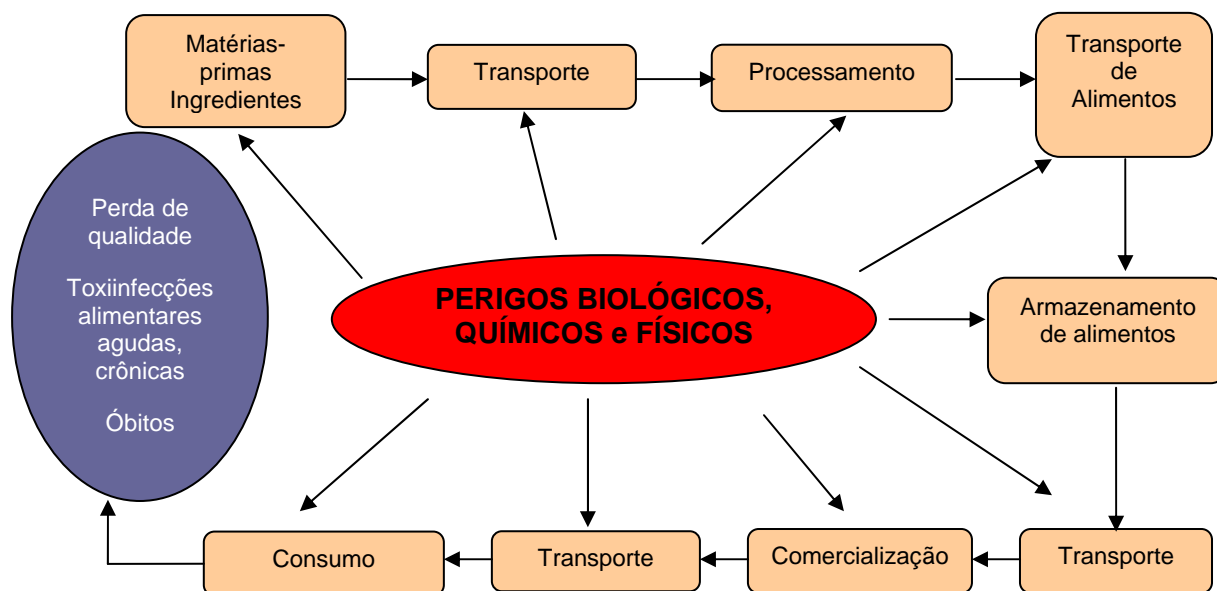 Matérias-
primas
Ingredientes
Transporte
Processamento
Transporte
de
Alimentos
Perda de
qualidade
Toxiinfecções
alimentares
agudas,
crônicas
Óbitos
PERIGOS BIOLÓGICOS,
QUÍMICOS e FÍSICOS
Armazenamento
de alimentos
Consumo
Transporte
Comercialização
Transporte